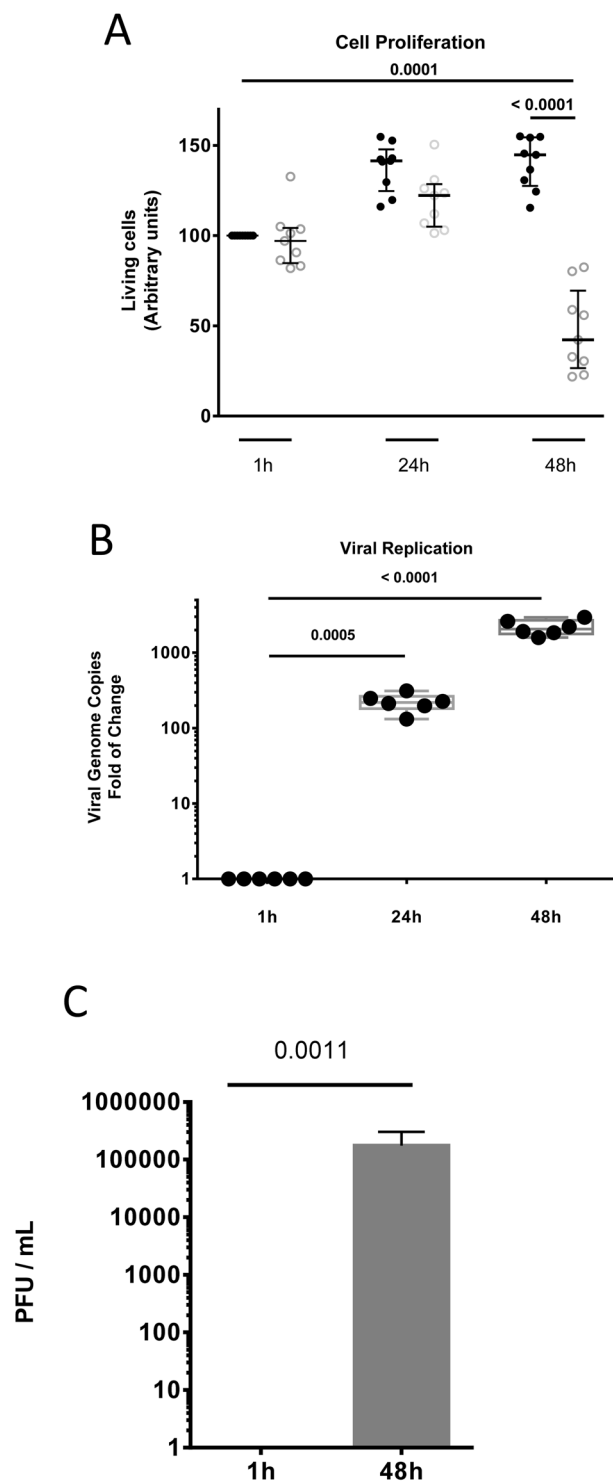 A
Cell Proliferation
0.0001
< 0.0001
150
100
50
0
Living cells
(Arbitrary units)
1h
24h
48h
B
Viral Replication
< 0.0001
0.0005
1000
100
10
1
Viral Genome Copies
Fold of Change
1h
24h
48h
C
0.0011
1000000
100000
10000
1000
100
10
1
PFU / mL
1h
48h